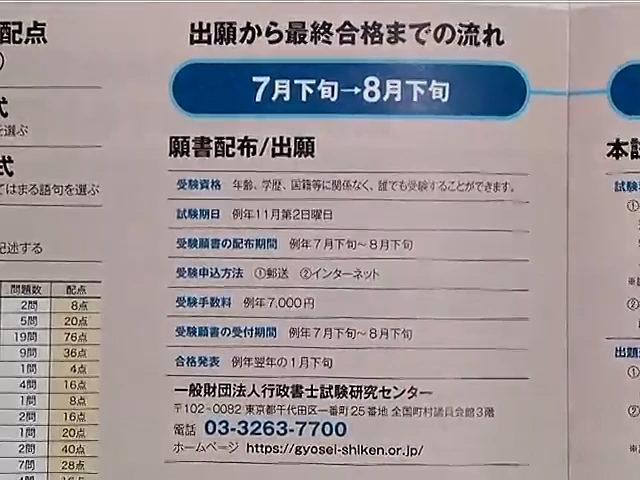 配点
式
を選ぶ
式
てはまる語句を選ぶ
記述する
問題数 配点
2問 8点
5問 20点
19問 76点
9問 36点
1問 4点
4問 16点
1問 8点
2問 16点
1問 20点
2問 40点
7問 28点
出願から最終合格までの流れ
7月下旬→8月下旬
願書配布/出願
受験資格 年齢、学歴、国籍等に関係なく、誰でも受験することができます。
試験期日 例年11月第2日曜日
受験願書の配布期間 例年7月下旬~8月下旬
受験申込方法 ①郵送 ②インターネット
受験手数料 例年7,000円
受験願書の受付期間 例年7月下旬~8月下旬
合格発表 例年翌年の1月下旬
一般財団法人行政書士試験研究センター
〒102-0082 東京都千代田区一番町25番地 全国町村議員会館3階
電話 03-3263-7700
ホームページ https://gyosei-shiken.or.jp/
本試
試験
①
②
出題
①
②